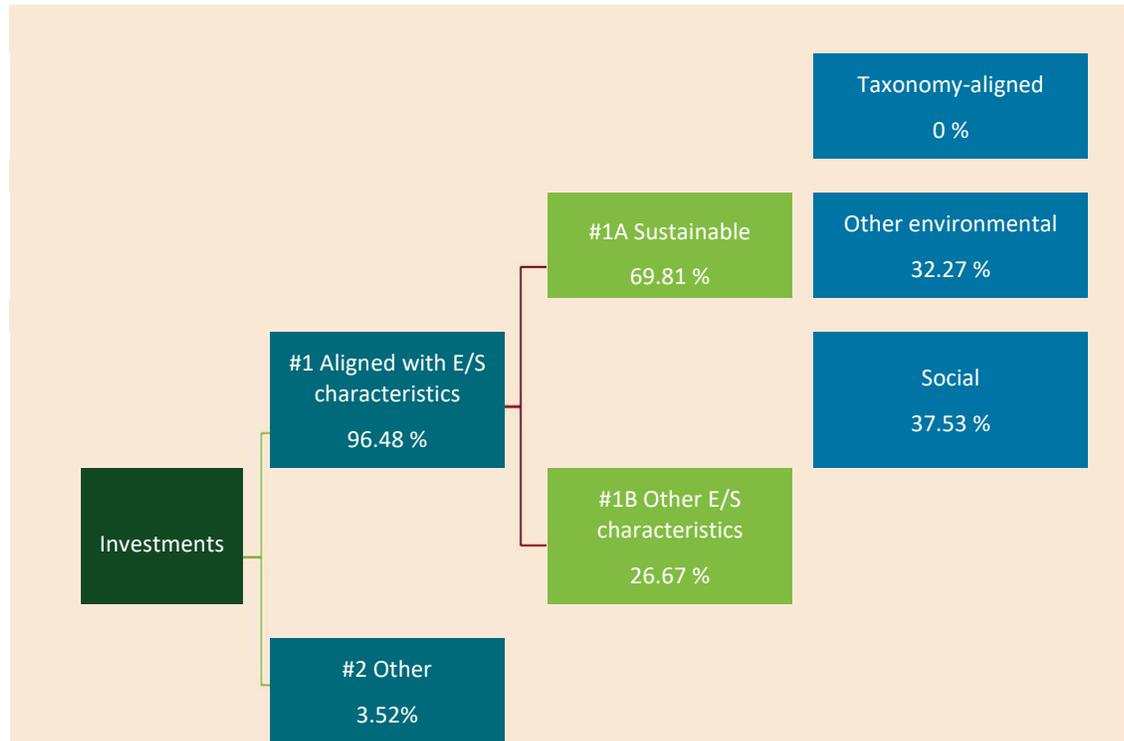 Taxonomy-aligned
0 %
#1A Sustainable
69.81 %
Other environmental
32.27 %
#1 Aligned with E/S
characteristics
96.48 %
Social
37.53 %
Investments
#1B Other E/S
characteristics
26.67 %
#2 Other
3.52%